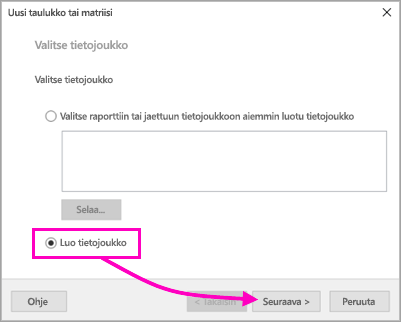 Uusi taulukko tai matriisi
Valitse tietojoukko
Valitse tietojoukko
Valitse raporttiin tai jaettuun tietojoukkoon aiemmin luotu tietojoukko
Selaa...
Luo tietojoukko
Ohje
< Takaisin
Seuraava >
Peruuta